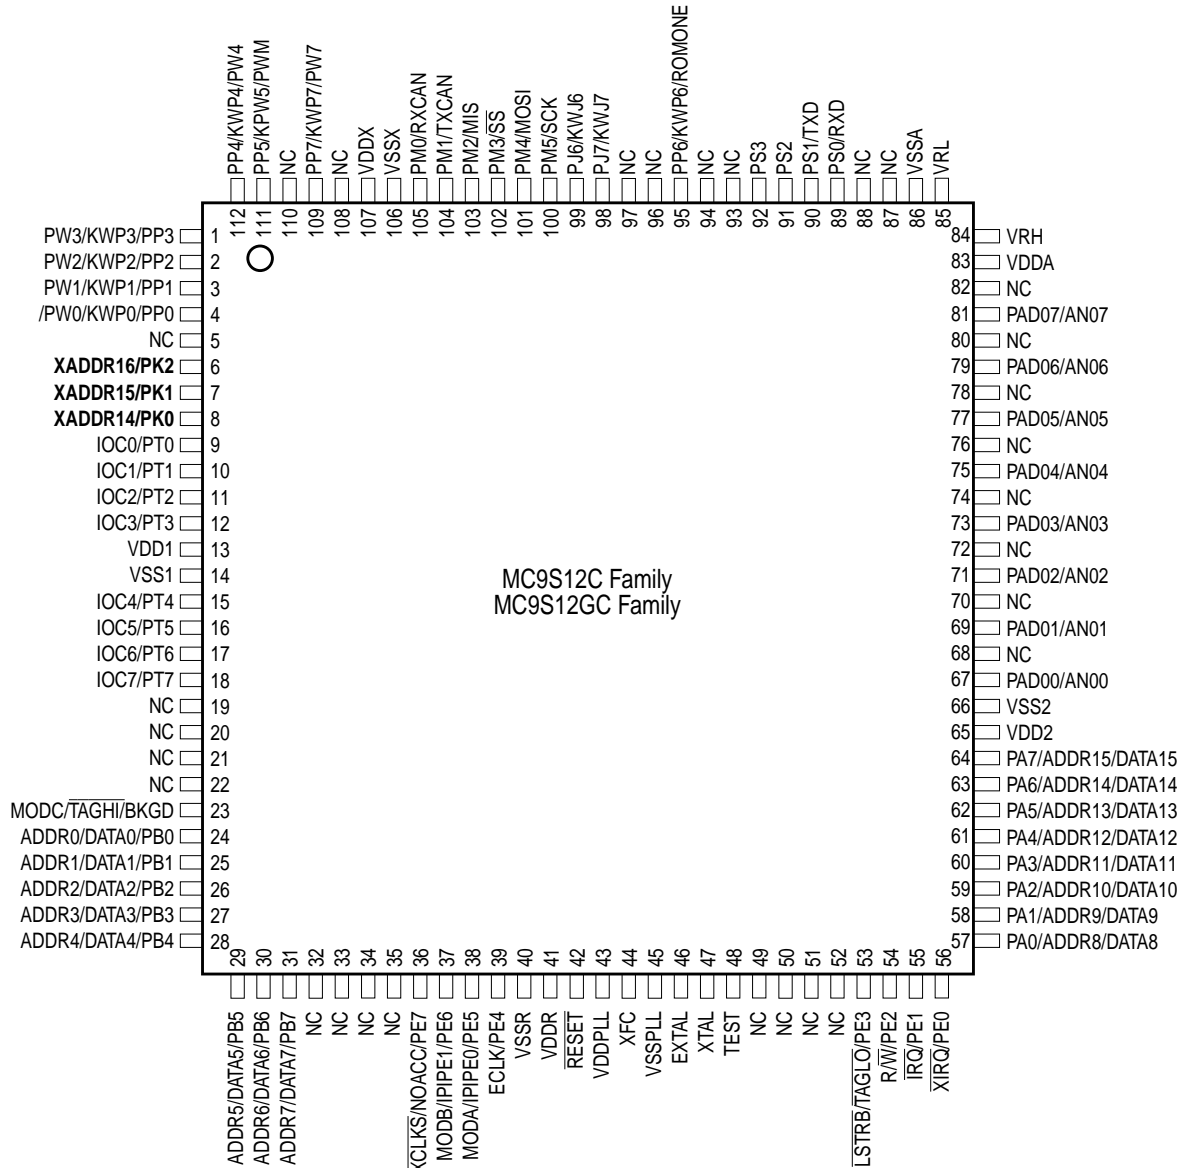 PP4/KWP4/PW4
PP5/KPW5/PWM
NC
PP7/KWP7/PW7
NC
VDDX
VSSX
PM0/RXCAN
PM1/TXCAN
PM2/MIS
PM3/SS
PM4/MOSI
PM5/SCK
PJ6/KWJ6
PJ7/KWJ7
NC
NC
PP6/KWP6/ROMONE
NC
NC
PS3
PS2
PS1/TXD
PS0/RXD
NC
NC
VSSA
VRL
112
111
110
109
108
107
106
105
104
103
102
101
100
99
98
97
96
95
94
93
92
91
90
89
88
87
86
85
PW3/KWP3/PP3 1
PW2/KWP2/PP2 2
PW1/KWP1/PP1 3
/PW0/KWP0/PP0 4
NC 5
XADDR16/PK2 6
XADDR15/PK1 7
XADDR14/PK0 8
IOC0/PT0 9
IOC1/PT1 10
IOC2/PT2 11
IOC3/PT3 12
VDD1 13
VSS1 14
IOC4/PT4 15
IOC5/PT5 16
IOC6/PT6 17
IOC7/PT7 18
NC 19
NC 20
NC 21
NC 22
MODC/TAGHI/BKGD 23
ADDR0/DATA0/PB0 24
ADDR1/DATA1/PB1 25
ADDR2/DATA2/PB2 26
ADDR3/DATA3/PB3 27
ADDR4/DATA4/PB4 28
MC9S12C Family
MC9S12GC Family
84 VRH
83 VDDA
82 NC
81 PAD07/AN07
80 NC
79 PAD06/AN06
78 NC
77 PAD05/AN05
76 NC
75 PAD04/AN04
74 NC
73 PAD03/AN03
72 NC
71 PAD02/AN02
70 NC
69 PAD01/AN01
68 NC
67 PAD00/AN00
66 VSS2
65 VDD2
64 PA7/ADDR15/DATA15
63 PA6/ADDR14/DATA14
62 PA5/ADDR13/DATA13
61 PA4/ADDR12/DATA12
60 PA3/ADDR11/DATA11
59 PA2/ADDR10/DATA10
58 PA1/ADDR9/DATA9
57 PA0/ADDR8/DATA8
29
30
31
32
33
34
35
36
37
38
39
40
41
42
43
44
45
46
47
48
49
50
51
52
53
54
55
56
ADDR5/DATA5/PB5
ADDR6/DATA6/PB6
ADDR7/DATA7/PB7
NC
NC
NC
NC
XCLKS/NOACC/PE7
MODB/IPIPE1/PE6
MODA/IPIPE0/PE5
ECLK/PE4
VSSR
VDDR
RESET
VDDPLL
XFC
VSSPLL
EXTAL
XTAL
TEST
NC
NC
NC
NC
LSTRB/TAGLO/PE3
R/W/PE2
IRQ/PE1
XIRQ/PE0